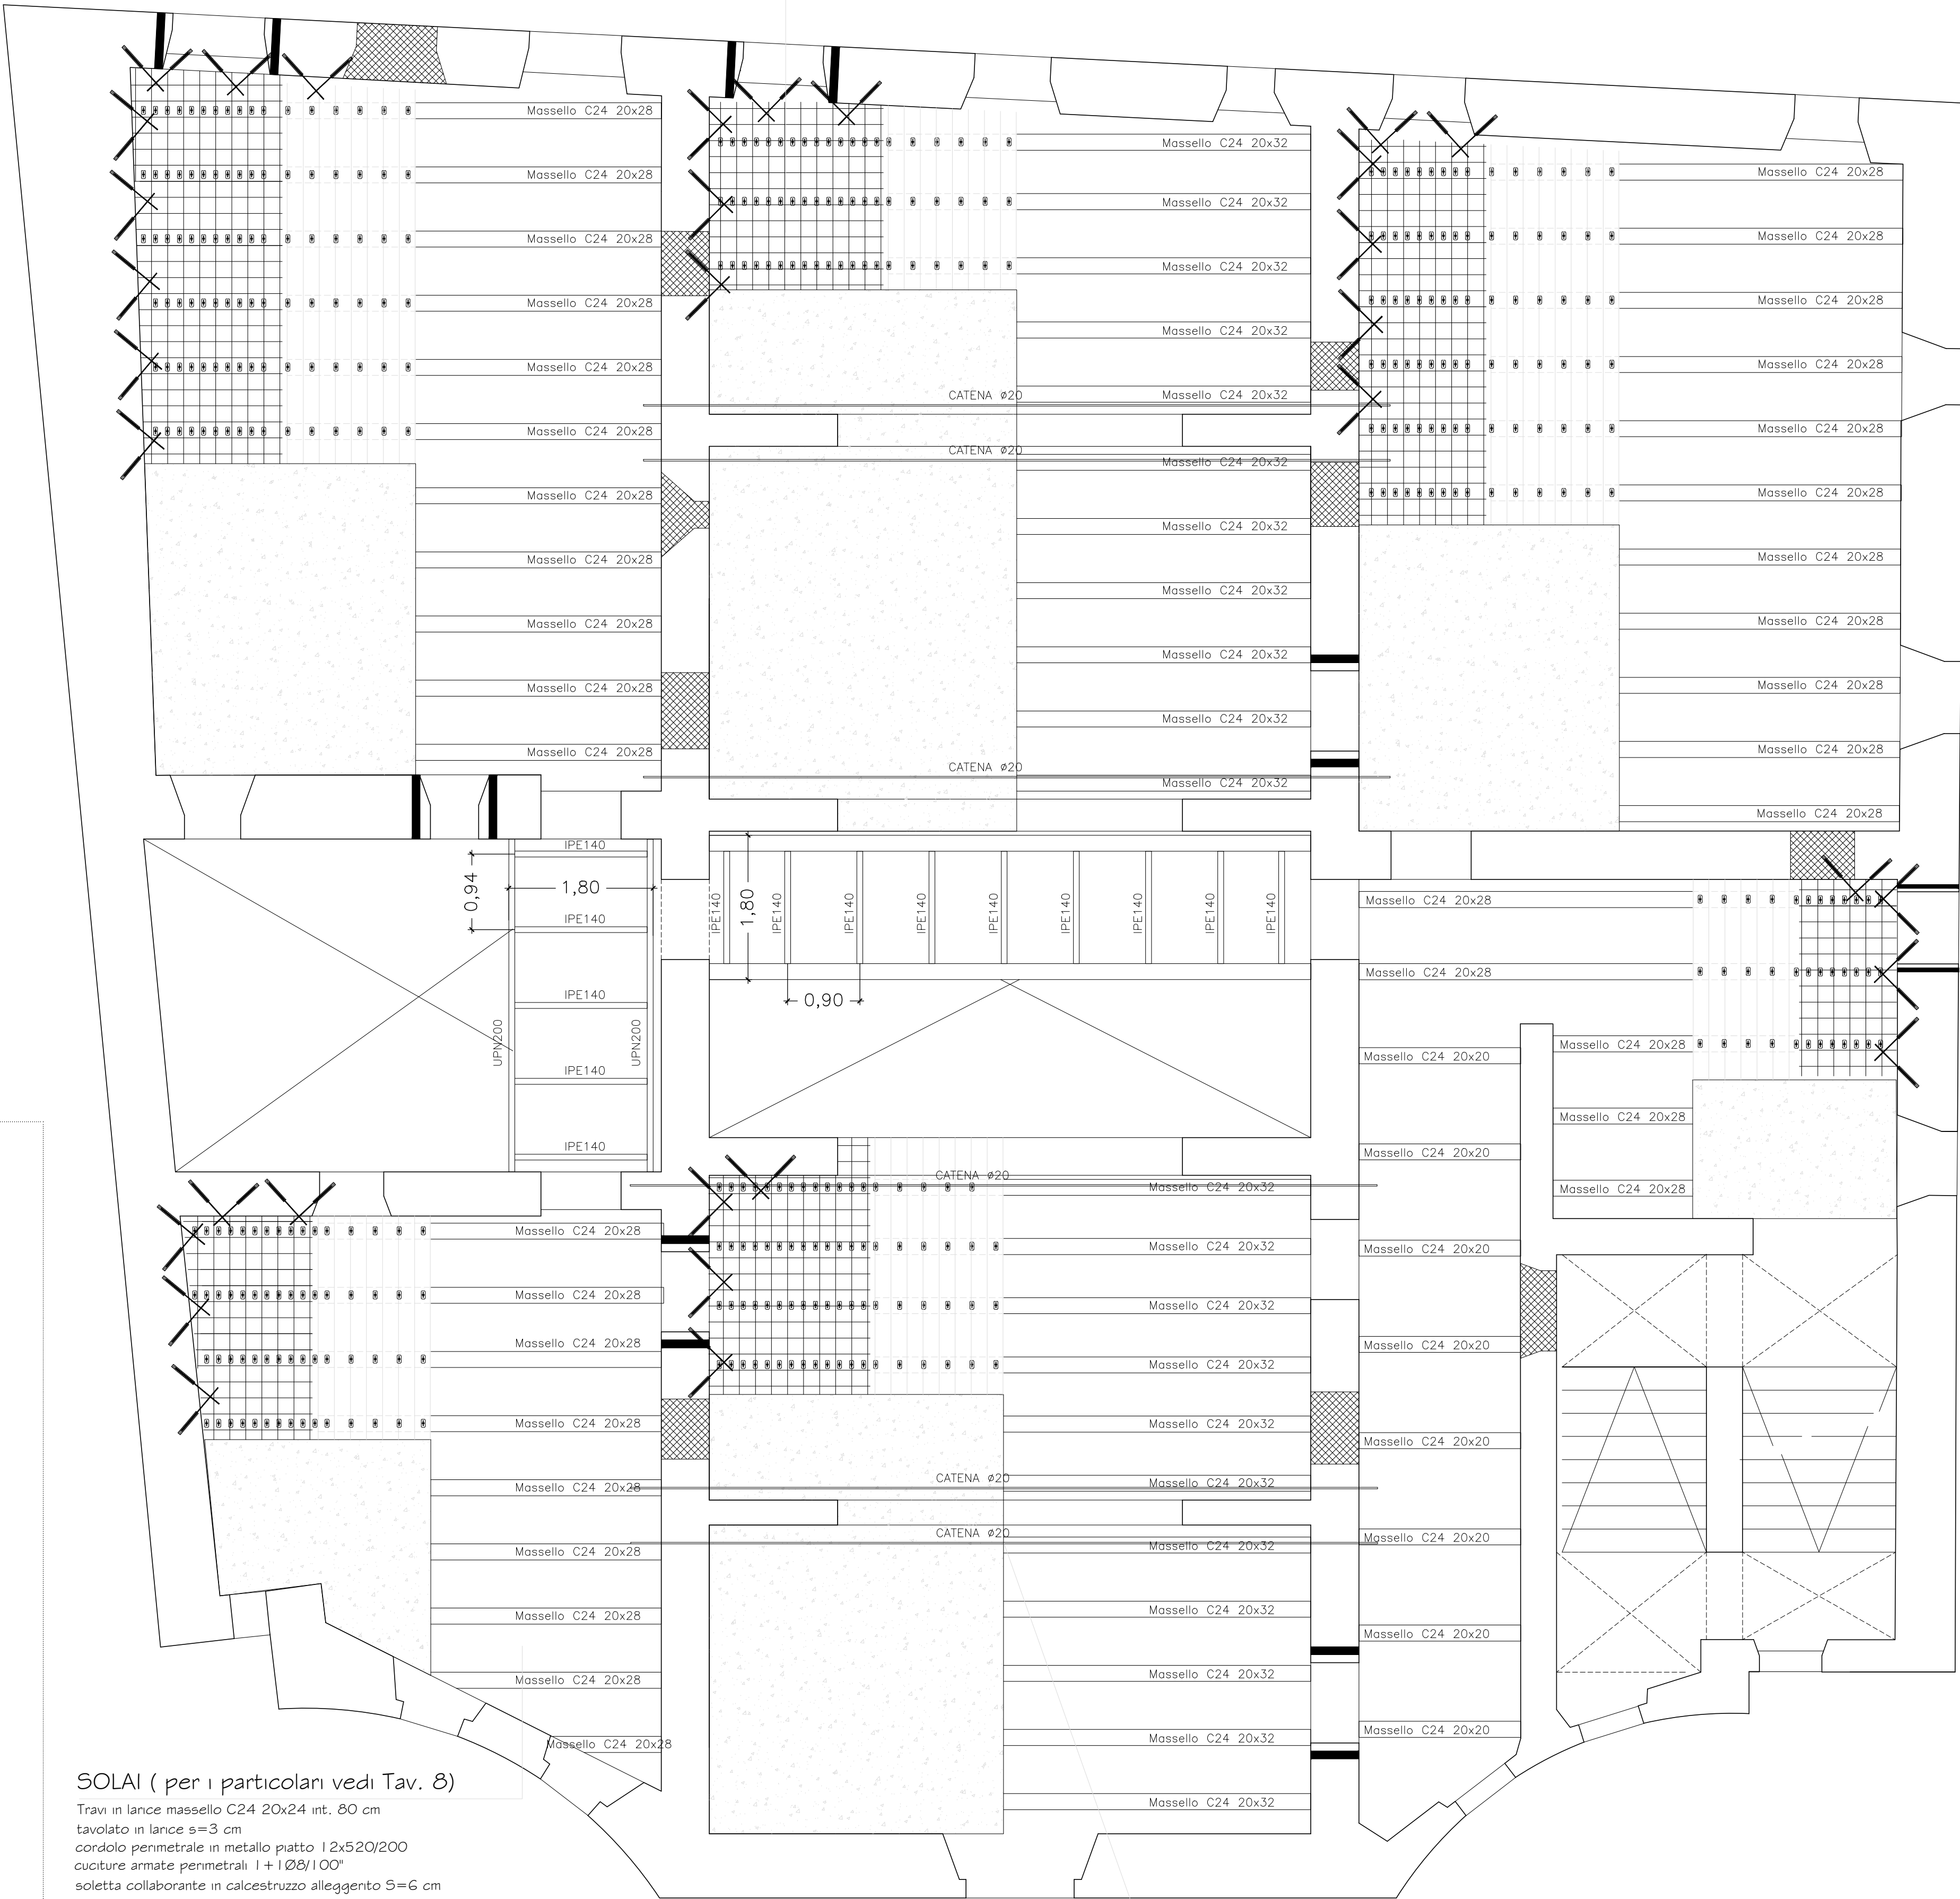 Massello C24 20x28
Massello C24 20x28
Massello C24 20x28
Massello C24 20x28
Massello C24 20x28
Massello C24 20x28
Massello C24 20x28
Massello C24 20x28
Massello C24 20x28
Massello C24 20x28
Massello C24 20x28
Massello C24 20x32
Massello C24 20x32
Massello C24 20x32
Massello C24 20x32
CATENA ø20
Massello C24 20x32
CATENA ø20
Massello C24 20x32
Massello C24 20x32
Massello C24 20x32
Massello C24 20x32
Massello C24 20x32
CATENA ø20
Massello C24 20x32
Massello C24 20x28
Massello C24 20x28
Massello C24 20x28
Massello C24 20x28
Massello C24 20x28
Massello C24 20x28
Massello C24 20x28
Massello C24 20x28
Massello C24 20x28
Massello C24 20x28
Massello C24 20x28
IPE140
0,94
1,80
IPE140
IPE140
UPN200
UPN200
IPE140
IPE140
IPE140
1,80
IPE140
IPE140
IPE140
IPE140
IPE140
IPE140
IPE140
IPE140
0,90
Massello C24 20x28
Massello C24 20x28
Massello C24 20x28
Massello C24 20x28
Massello C24 20x28
Massello C24 20x20
Massello C24 20x20
Massello C24 20x20
Massello C24 20x20
Massello C24 20x20
Massello C24 20x20
Massello C24 20x20
Massello C24 20x20
Massello C24 20x28
Massello C24 20x28
Massello C24 20x28
Massello C24 20x28
Massello C24 20x28
Massello C24 20x28
Massello C24 20x28
Massello C24 20x28
Massello C24 20x28
CATENA ø20
Massello C24 20x32
Massello C24 20x32
Massello C24 20x32
Massello C24 20x32
Massello C24 20x32
CATENA ø20
Massello C24 20x32
CATENA ø20
Massello C24 20x32
Massello C24 20x32
Massello C24 20x32
Massello C24 20x32
Massello C24 20x32
SOLAI ( per i particolari vedi Tav. 8)
Travi in larice massello C24 20x24 int. 80 cm
tavolato in larice s=3 cm
cordolo perimetrale in metallo piatto 12x520/200
cuciture armate perimetrali 1+1Ø8/100"
soletta collaborante in calcestruzzo alleggerito S=6 cm